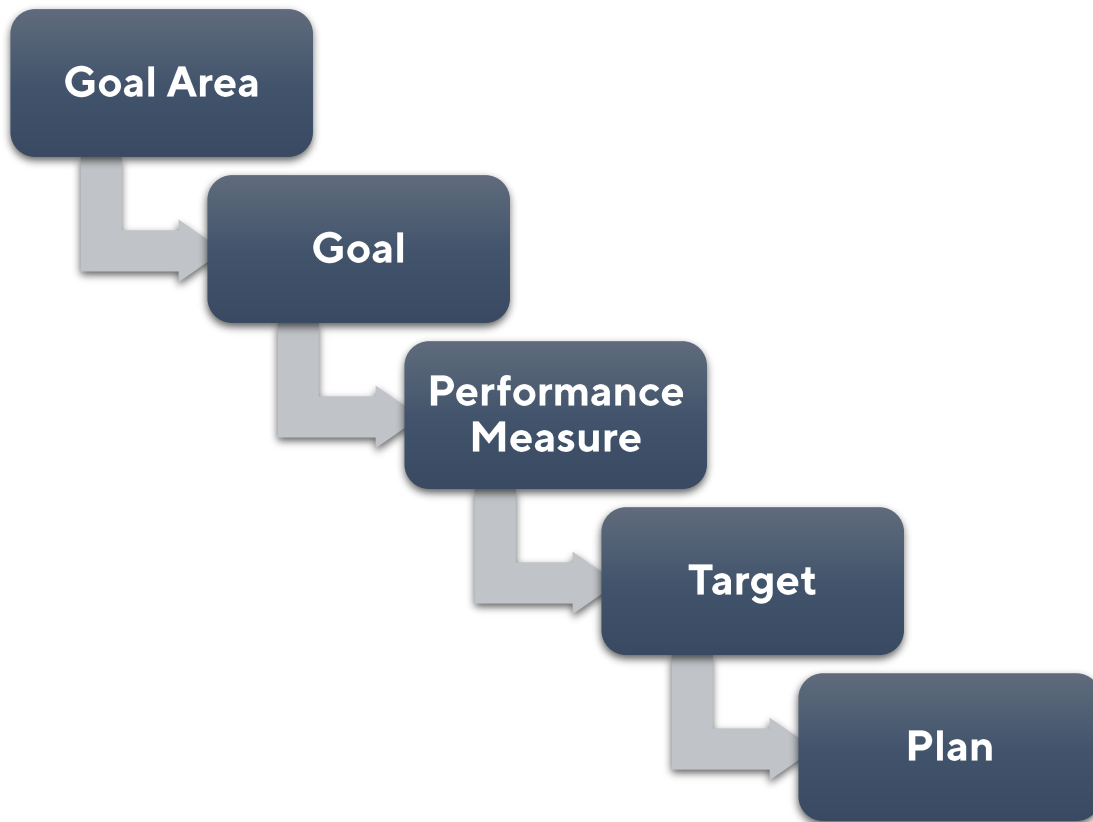 Goal Area
Goal
Performance
Measure
Target
Plan